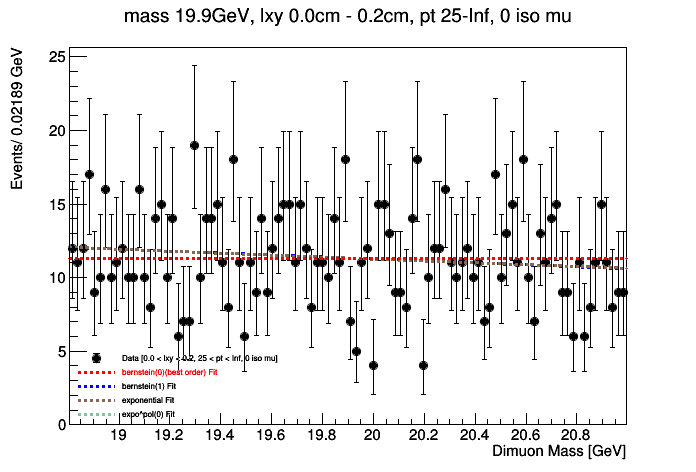 mass 19.9GeV, lxy 0.0cm - 0.2cm, pt 25-Inf, 0 iso mu
Events/ 0.02189 GeV
25
20
15
10
5
0
Data [0.0 < lxy < 0.2, 25 < pt < Inf, 0 iso mu]
bernstein(0)(best order) Fit
bernstein(1) Fit
exponential Fit
expo*pol(0) Fit
19 19.2 19.4 19.6 19.8 20 20.2 20.4 20.6 20.8
Dimuon Mass [GeV]